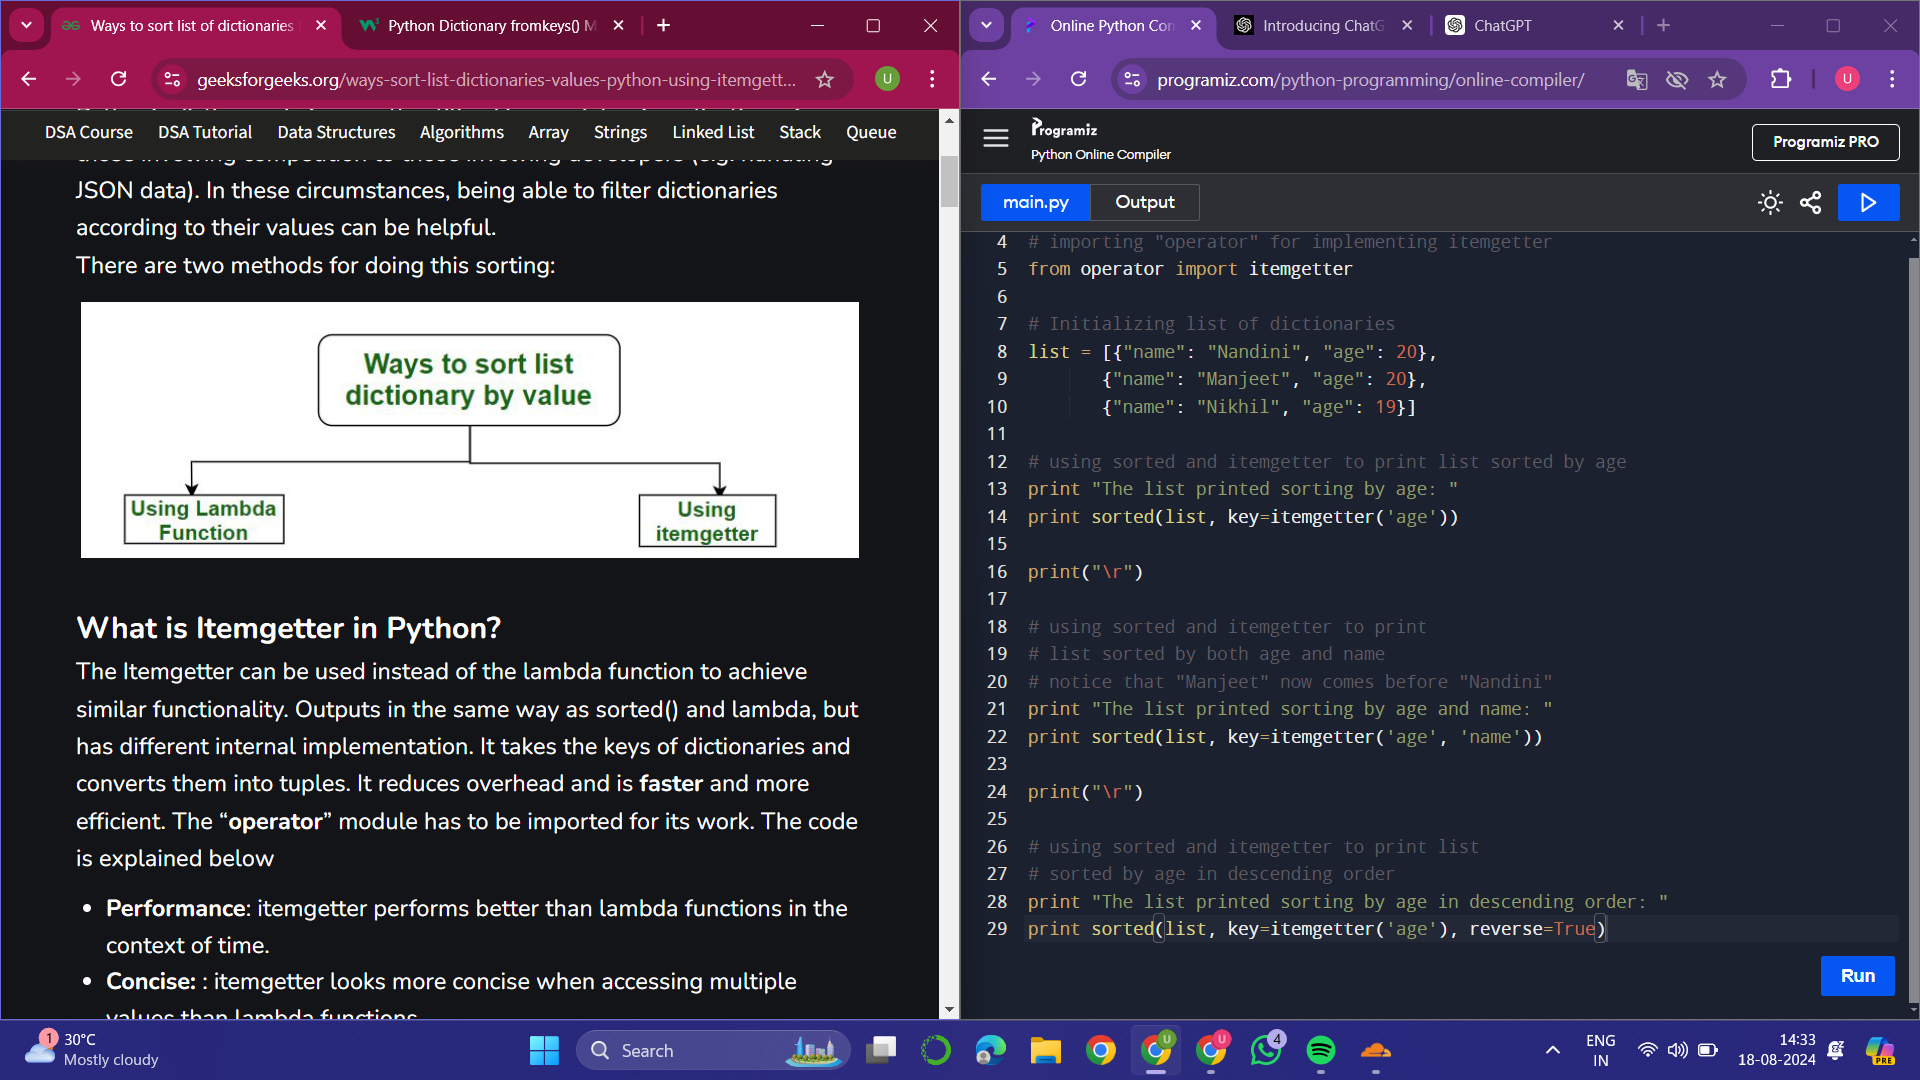 Ways to sort list of dictionaries
Python Dictionary fromkeys() M
geeksforgeeks.org/ways-sort-list-dictionaries-values-python-using-itemgett...
U
DSA Course DSA Tutorial Data Structures Algorithms Array Strings Linked List Stack Queue
JSON data). In these circumstances, being able to filter dictionaries
according to their values can be helpful.
There are two methods for doing this sorting:
Ways to sort list
dictionary by value
Using Lambda
Function
Using
itemgetter
What is Itemgetter in Python?
The Itemgetter can be used instead of the lambda function to achieve
similar functionality. Outputs in the same way as sorted() and lambda, but
has different internal implementation. It takes the keys of dictionaries and
converts them into tuples. It reduces overhead and is faster and more
efficient. The “operator” module has to be imported for its work. The code
is explained below
Performance: itemgetter performs better than lambda functions in the
context of time.
Concise: : itemgetter looks more concise when accessing multiple
values than lambda functions
Online Python Con
Introducing ChatG
ChatGPT
programiz.com/python-programming/online-compiler/
U
Programiz
Python Online Compiler
Programiz PRO
main.py
Output
4 # importing "operator" for implementing itemgetter
5 from operator import itemgetter
6
7 # Initializing list of dictionaries
8 list = [{"name": "Nandini", "age": 20},
9 {"name": "Manjeet", "age": 20},
10 {"name": "Nikhil", "age": 19}]
11
12 # using sorted and itemgetter to print list sorted by age
13 print "The list printed sorting by age: "
14 print sorted(list, key=itemgetter('age'))
15
16 print("\r")
17
18 # using sorted and itemgetter to print
19 # list sorted by both age and name
20 # notice that "Manjeet" now comes before "Nandini"
21 print "The list printed sorting by age and name: "
22 print sorted(list, key=itemgetter('age', 'name'))
23
24 print("\r")
25
26 # using sorted and itemgetter to print list
27 # sorted by age in descending order
28 print "The list printed sorting by age in descending order: "
29 print sorted(list, key=itemgetter('age'), reverse=True)
Run
1
30°C
Mostly cloudy
Search
U
U
4
ENG
IN
14:33
18-08-2024
PRE